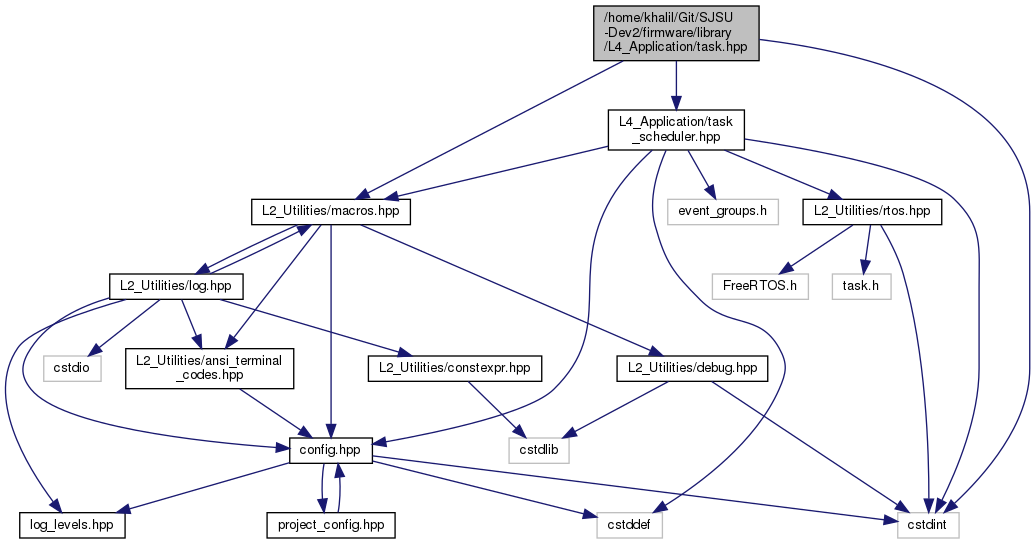 /home/khalil/Git/SJSU
-Dev2/firmware/library
/L4_Application/task.hpp
L4_Application/task
_scheduler.hpp
L2_Utilities/macros.hpp
event_groups.h
L2_Utilities/rtos.hpp
L2_Utilities/log.hpp
FreeRTOS.h
task.h
cstdio
L2_Utilities/ansi_terminal
_codes.hpp
L2_Utilities/constexpr.hpp
L2_Utilities/debug.hpp
config.hpp
cstdlib
log_levels.hpp
project_config.hpp
cstddef
cstdint